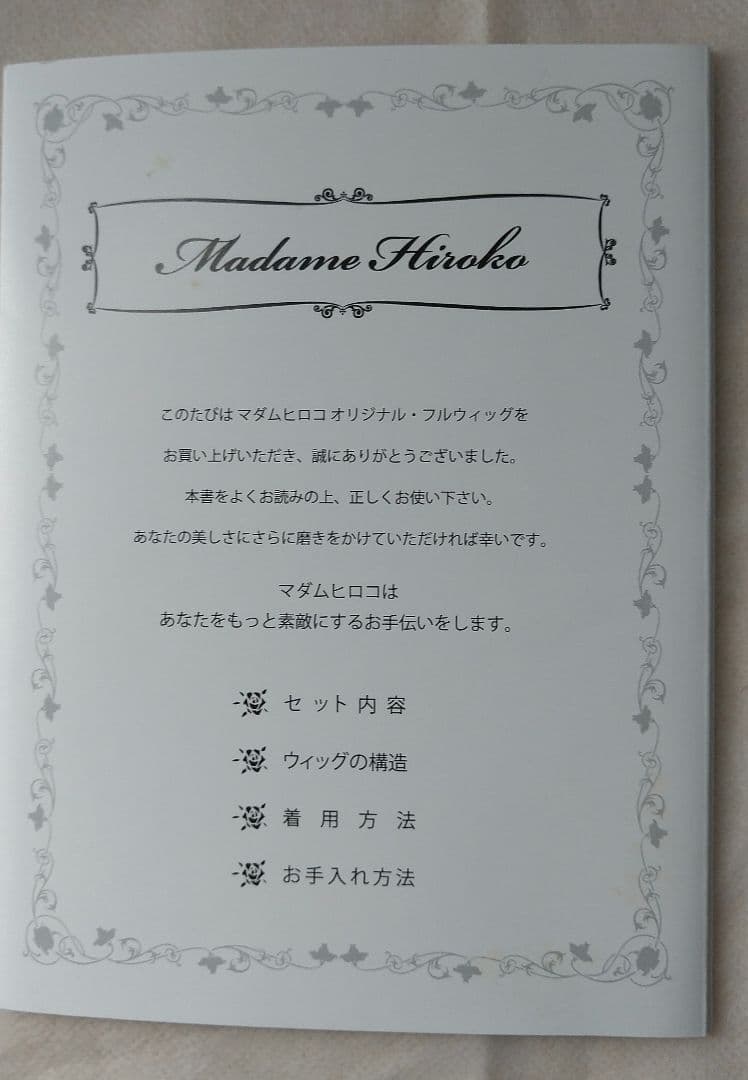 Madame Hiroko
このたびは マダムヒロコ オリジナル・フルウィッグを
お買い上げいただき、誠にありがとうございました。
本書をよくお読みの上、正しくお使い下さい。
あなたの美しさにさらに磨きをかけていただければ幸いです。
マダムヒロコは
あなたをもっと素敵にするお手伝いをします。
セット内容
ウィッグの構造
着用方法
お手入れ方法